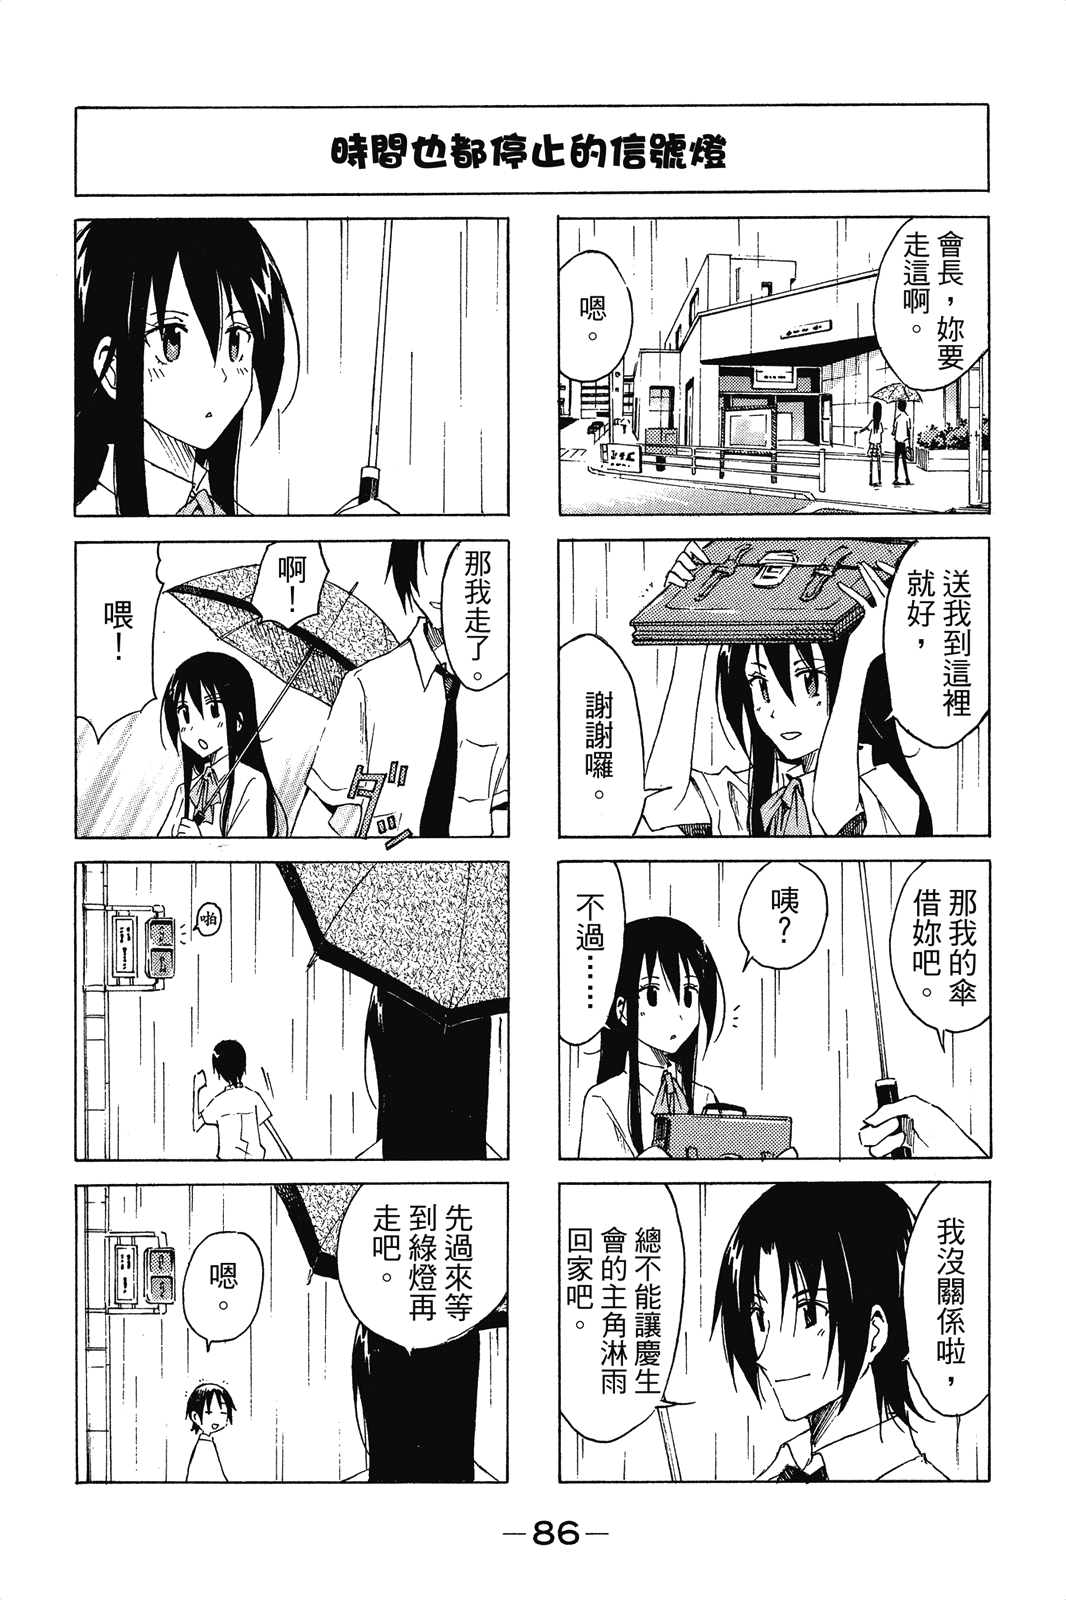 時間也都停止的信號燈
會長，妳要
走這啊。
嗯。
送我到這裡
就好，
謝謝囉。
那我的傘
借妳吧。
咦？
不過……
我沒關係啦，
總不能讓慶生
會的主角淋雨
回家吧。
那我走了。
啊！
喂！
啪
先過來等
到綠燈再
走吧。
嗯。
—86—